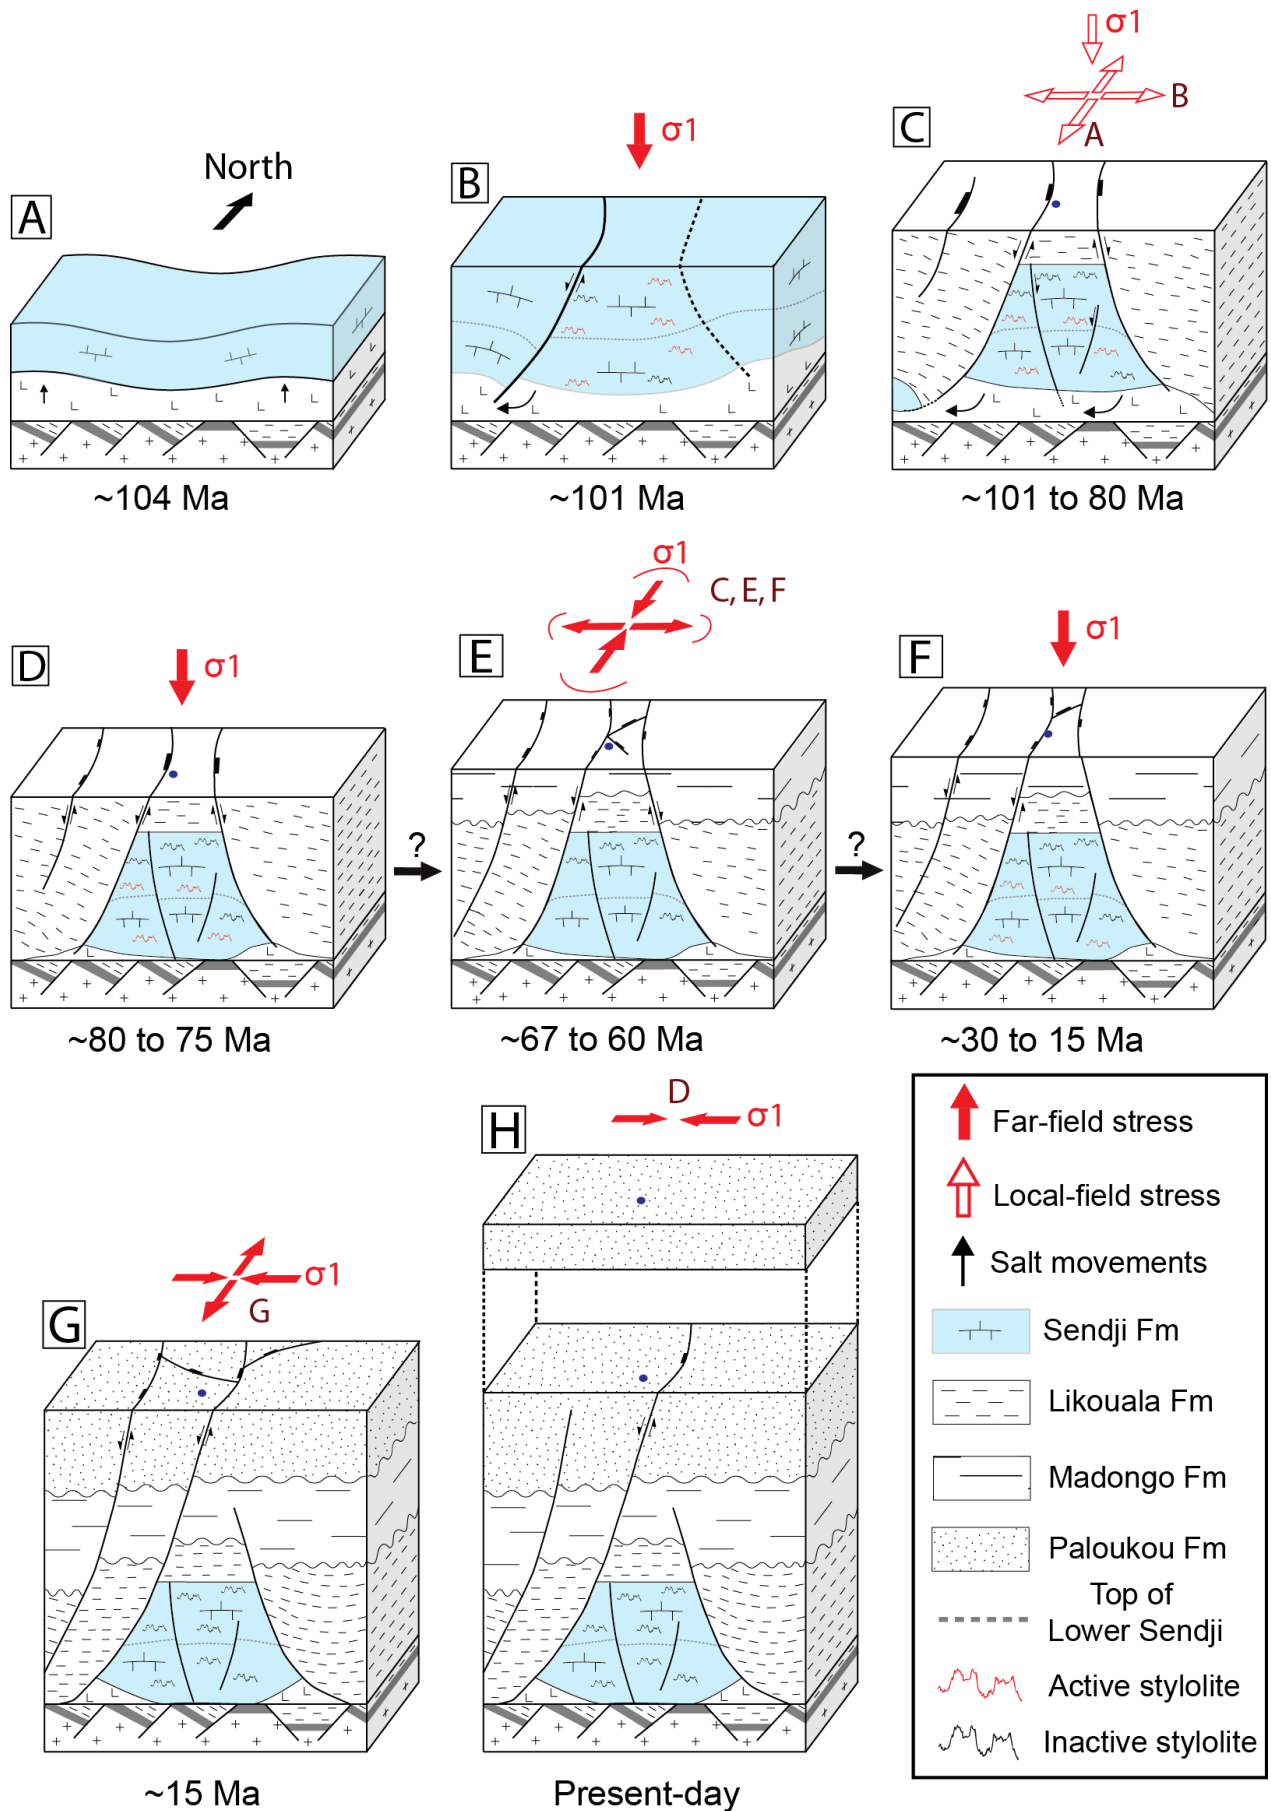 σ1
B
A
C
North
σ1
A
B
~104 Ma
~101 Ma
~101 to 80 Ma
σ1
C, E, F
D
σ1
E
F
σ1
?
?
~80 to 75 Ma
~67 to 60 Ma
~30 to 15 Ma
D
σ1
H
σ1
G
G
~15 Ma
Present-day
Far-field stress
Local-field stress
Salt movements
Sendji Fm
Likouala Fm
Madongo Fm
Paloukou Fm
Top of
Lower Sendji
Active stylolite
Inactive stylolite